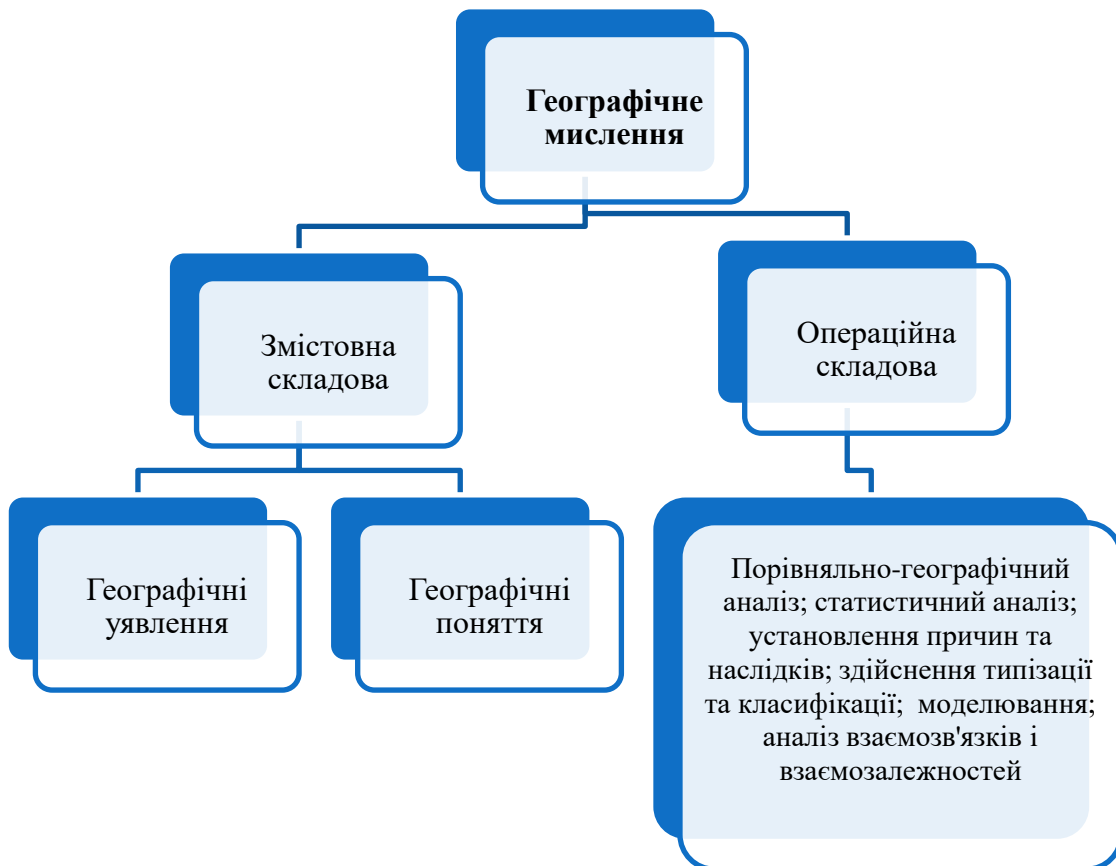 Географічне
мислення
Змістовна
складова
Операційна
складова
Географічні
уявлення
Географічні
поняття
Порівняльно-географічний
аналіз; статистичний аналіз;
установлення причин та
наслідків; здійснення типізації
та класифікації;  моделювання;
аналіз взаємозв'язків і
взаємозалежностей